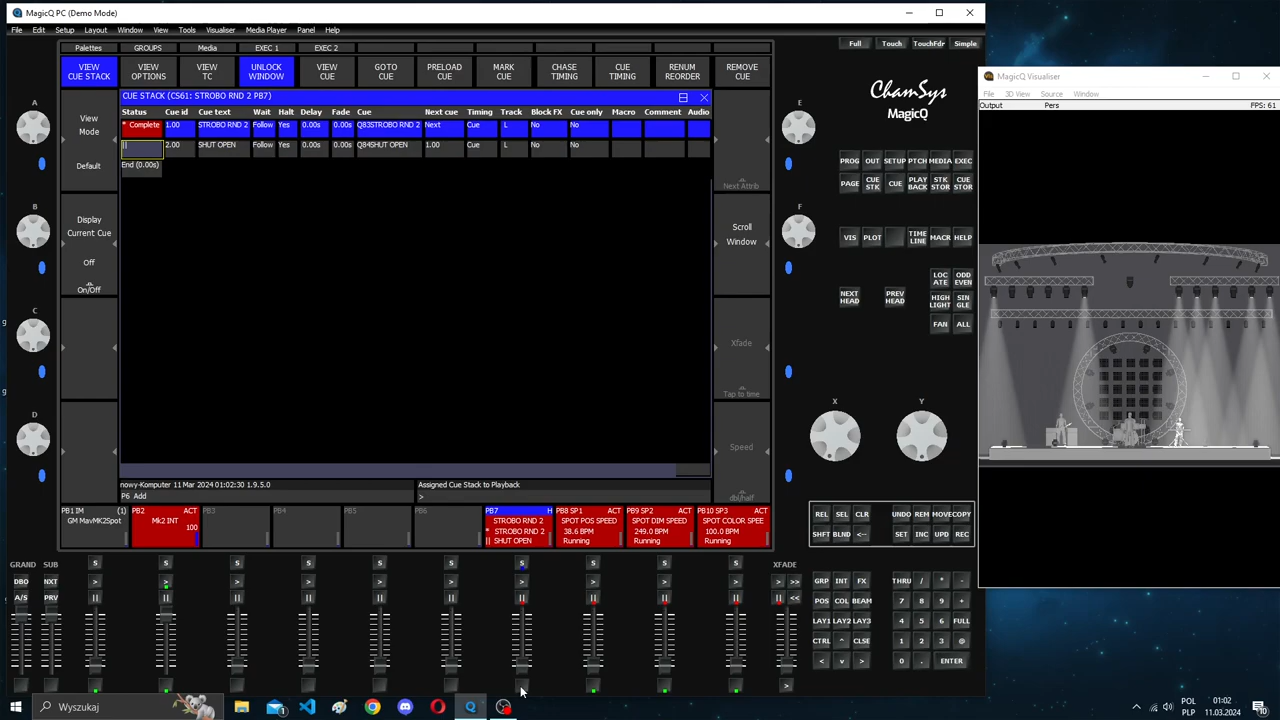 MagicQ PC (Demo Mode)
File Edit Setup Layout Window View Tools Visualiser Media Player Panel Help
Palettes GROUPS Media EXEC 1 EXEC 2
Full Touch TouchFdr Simple
VIEW CUE STACK
VIEW OPTIONS
VIEW TC
UNLOCK WINDOW
VIEW CUE
GOTO CUE
PRELOAD CUE
MARK CUE
CHASE TIMING
CUE TIMING
RENUM REORDER
REMOVE CUE
CUE STACK (CS61: STROBO RND 2 PB7)
Status Cue id Cue text Wait Halt Delay Fade Cue Next cue Timing Track Block FX Cue only Macro Comment Audio
* Complete 1.00 STROBO RND 2 Follow Yes 0.00s 0.00s Q83STROBO RND 2 Next Cue L No No
|| 2.00 SHUT OPEN Follow Yes 0.00s 0.00s Q84SHUT OPEN 1.00 Cue L No No
End (0.00s)
A
View
Mode
Default
B
Display
Current Cue
Off
On/Off
C
D
E
Next Attrib
F
Scroll
Window
Xfade
Tap to time
Speed
dbl/half
nowy-Komputer 11 Mar 2024 01:02:30 1.9.5.0
Assigned Cue Stack to Playback
P6 Add
>
PB1 IM (1)
GM MavMK2Spot
PB2 ACT
Mk2 INT
100
PB3
PB4
PB5
PB6
PB7 H
STROBO RND 2
* STROBO RND 2
|| SHUT OPEN
PB8 SP1 ACT
SPOT POS SPEED
38.6 BPM
Running
PB9 SP2 ACT
SPOT DIM SPEED
249.0 BPM
Running
PB10 SP3 ACT
SPOT COLOR SPEE
100.0 BPM
Running
GRAND SUB
DBO NXT
A/S PRV
S S S S S S S S S S
> > > > > > > > > >
|| || || || || || || || || ||
XFADE
> >>
|| <<
>
ChamSys
MagicQ
PROG OUT SETUP PTCH MEDIA EXEC
PAGE CUE STK CUE PLAY BACK STK STOR CUE STOR
VIS PLOT TIME LINE MACR HELP
NEXT HEAD
PREV HEAD
LOC ATE ODD EVEN
HIGH LIGHT SIN GLE
FAN ALL
X Y
REL SEL CLR UNDO REM MOVE COPY
SHFT BLND <-- SET INC UPD REC
GRP INT FX THRU / * -
POS COL BEAM 7 8 9 +
LAY1 LAY2 LAY3 4 5 6 FULL
CTRL ^ CLSE 1 2 3 @
< v > 0 . ENTER
MagicQ Visualiser
File 3D View Source Window
Output Pers FPS: 61
Wyszukaj
POL
PLP
01:02
11.03.2024
10